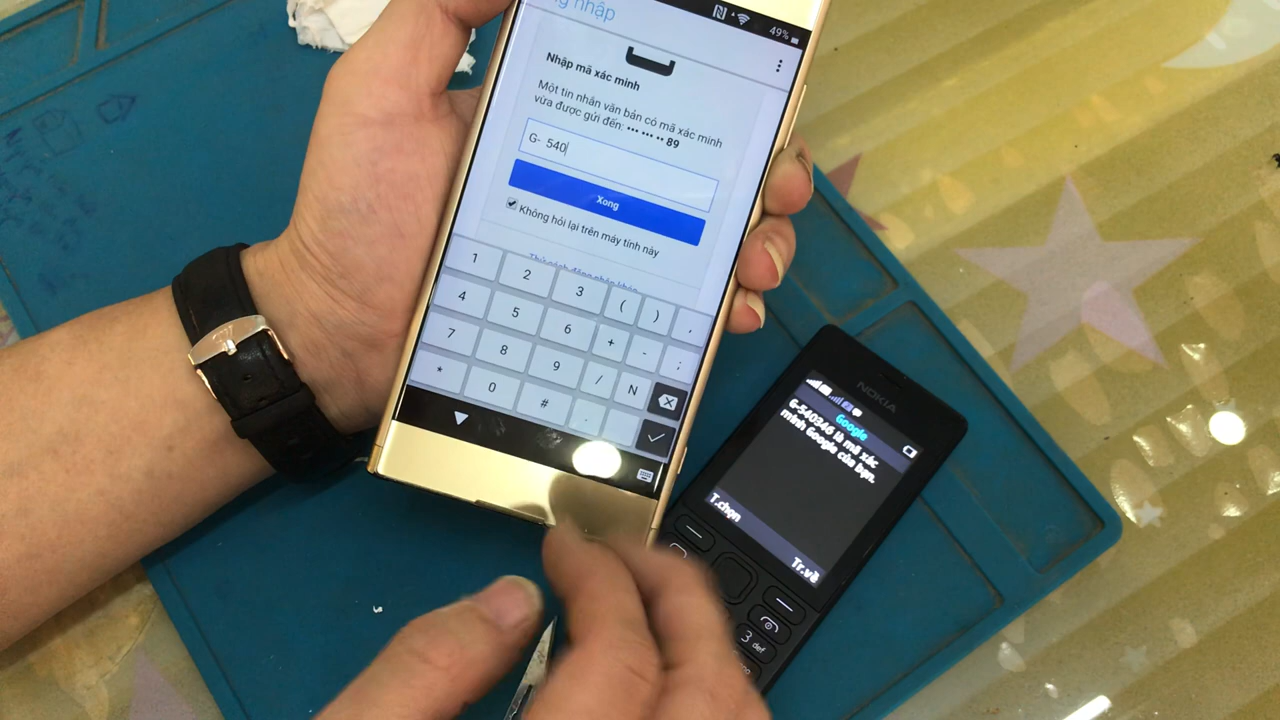 ng nhập
49%
Nhập mã xác minh
Một tin nhắn văn bản có mã xác minh
vừa được gửi đến: ••• ••• •• 89
G- 540
Xong
Không hỏi lại trên máy tính này
1 2 3 ( ) ,
4 5 6 + - ;
7 8 9 / N
* 0 # .
NOKIA
Google
G-540346 là mã xác
minh Google của bạn.
T.chọn
Tr.về
3 def